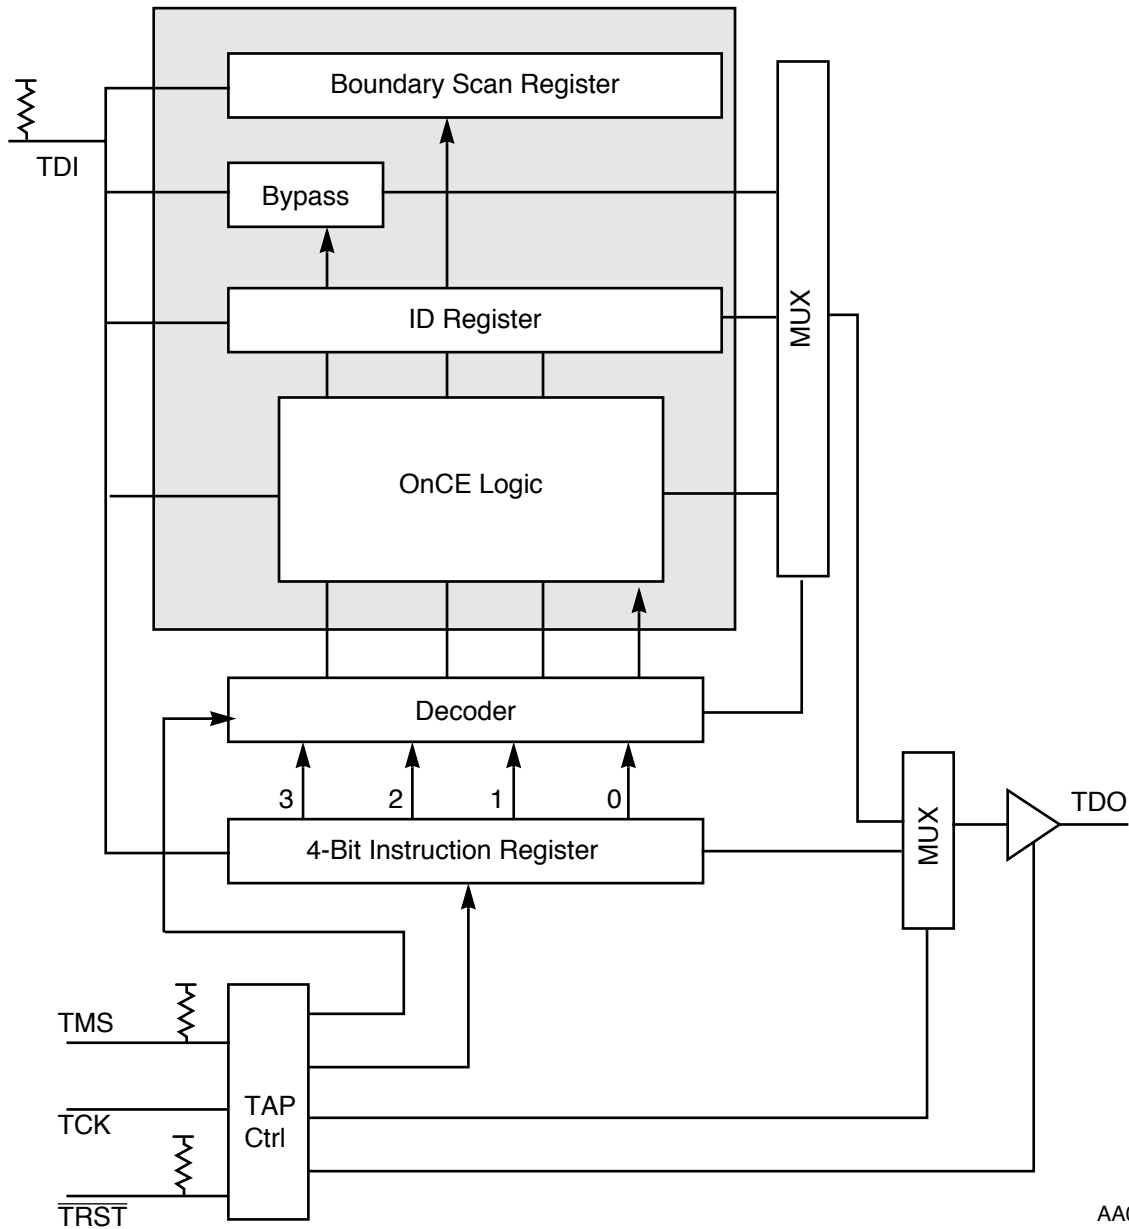 Boundary Scan Register
TDI
Bypass
ID Register
MUX
OnCE Logic
Decoder
3 2 1 0
4-Bit Instruction Register
MUX
TDO
TMS
TCK
TAP
Ctrl
TRST